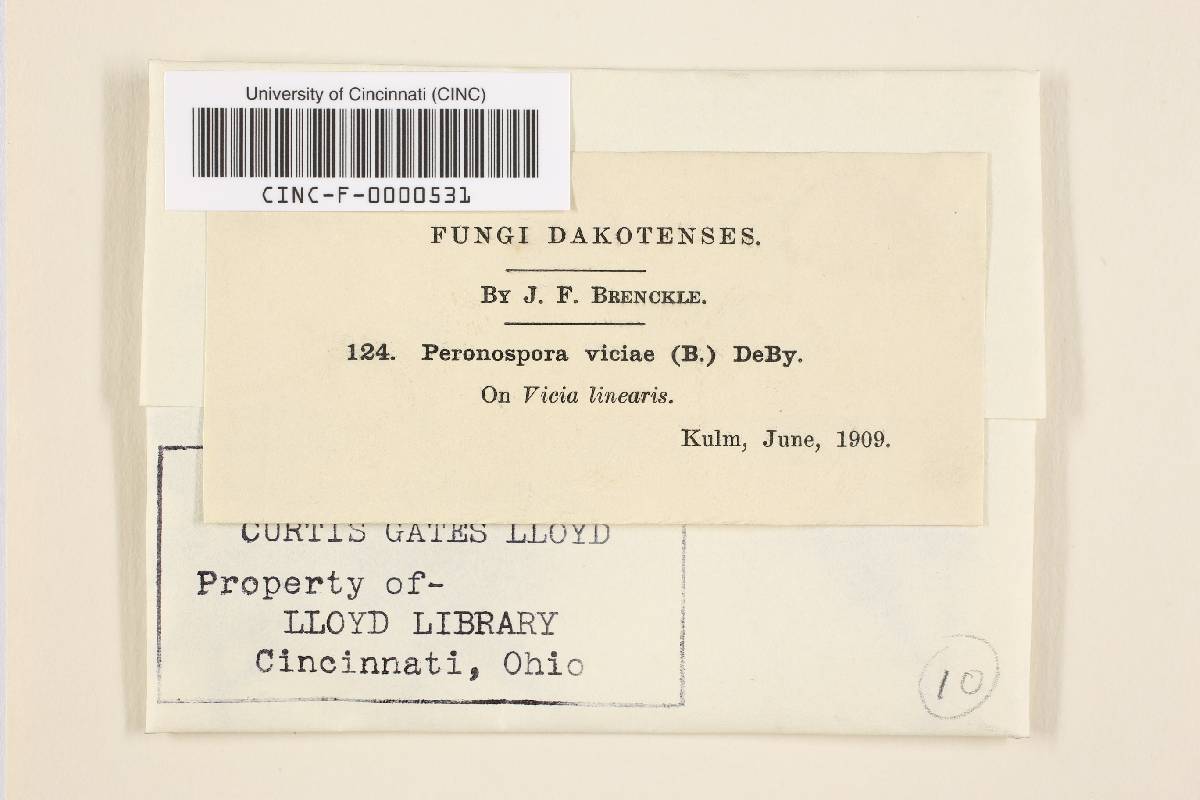 University of Cincinnati (CINC)
CINC-F-0000531
FUNGI DAKOTENSES.
BY J. F. BRENCKLE.
124. Peronospora viciae (B.) DeBy.
On Vicia linearis.
Kulm, June, 1909.
CURTIS GATES LLOYD
Property of-
LLOYD LIBRARY
Cincinnati, Ohio
10